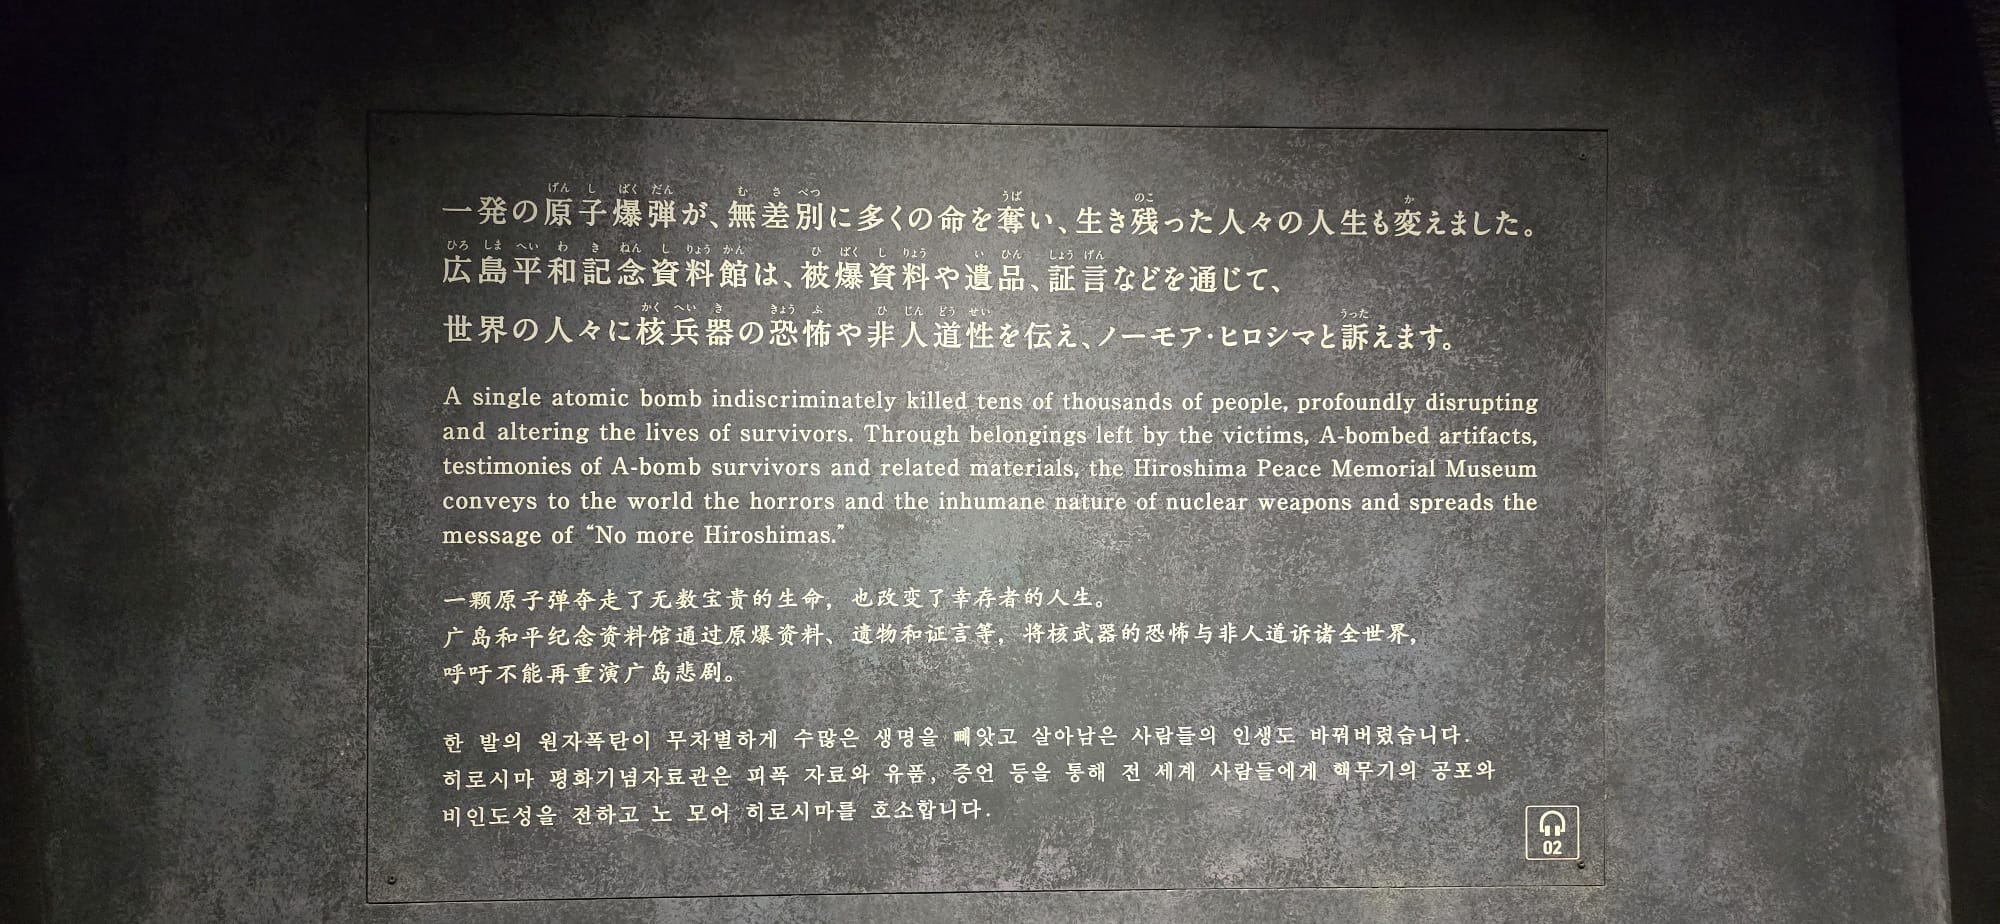 一発の原子爆弾が、無差別に多くの命を奪い、生き残った人々の人生も変えました。
広島平和記念資料館は、被爆資料や遺品、証言などを通じて、
世界の人々に核兵器の恐怖や非人道性を伝え、ノーモア・ヒロシマと訴えます。
A single atomic bomb indiscriminately killed tens of thousands of people, profoundly disrupting
and altering the lives of survivors. Through belongings left by the victims, A-bombed artifacts,
testimonies of A-bomb survivors and related materials, the Hiroshima Peace Memorial Museum
conveys to the world the horrors and the inhumane nature of nuclear weapons and spreads the
message of “No more Hiroshimas.”
一颗原子弹夺走了无数宝贵的生命，也改变了幸存者的人生。
广岛和平纪念资料馆通过原爆资料、遗物和证言等，将核武器的恐怖与非人道诉诸全世界，
呼吁不能再重演广岛悲剧。
한 발의 원자폭탄이 무차별하게 수많은 생명을 빼앗고 살아남은 사람들의 인생도 바꿔버렸습니다.
히로시마 평화기념자료관은 피폭 자료와 유품, 증언 등을 통해 전 세계 사람들에게 핵무기의 공포와
비인도성을 전하고 노 모어 히로시마를 호소합니다.
02